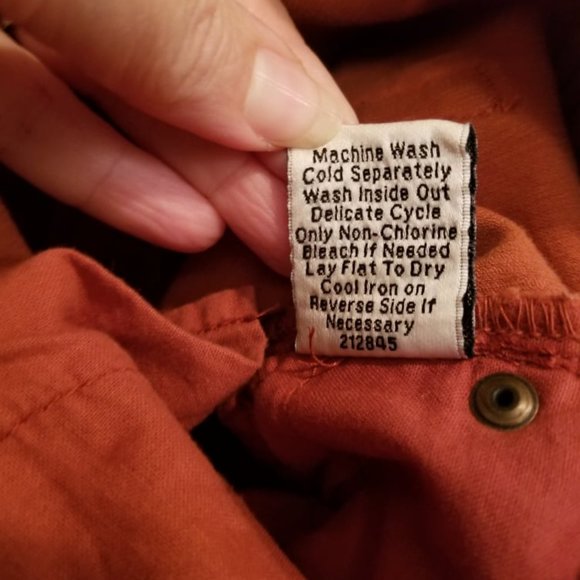 Machine Wash
Cold Separately
Wash Inside Out
Delicate Cycle
Only Non-Chlorine
Bleach If Needed
Lay Flat To Dry
Cool Iron on
Reverse Side If
Necessary
212845